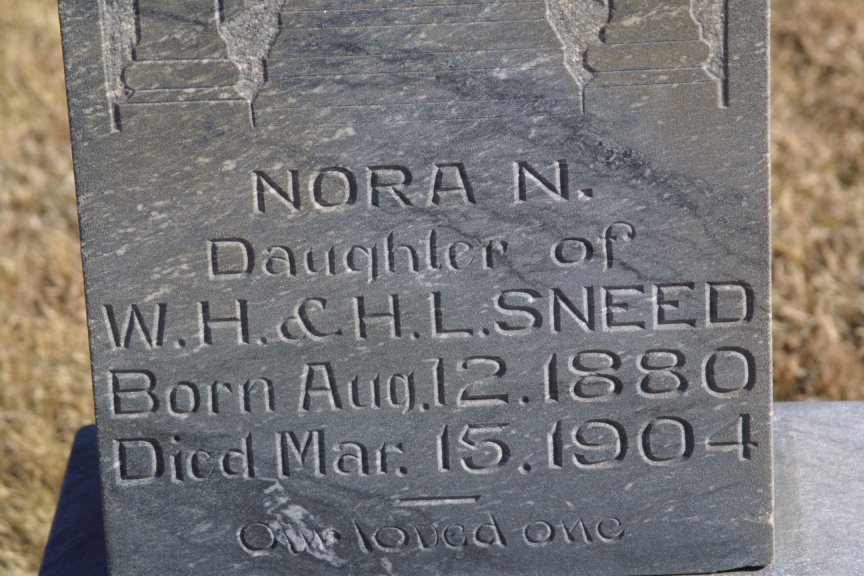 NORA N.
Daughter of
W. H. & H. L. SNEED
Born Aug. 12. 1880
Died Mar. 15. 1904
Our loved one